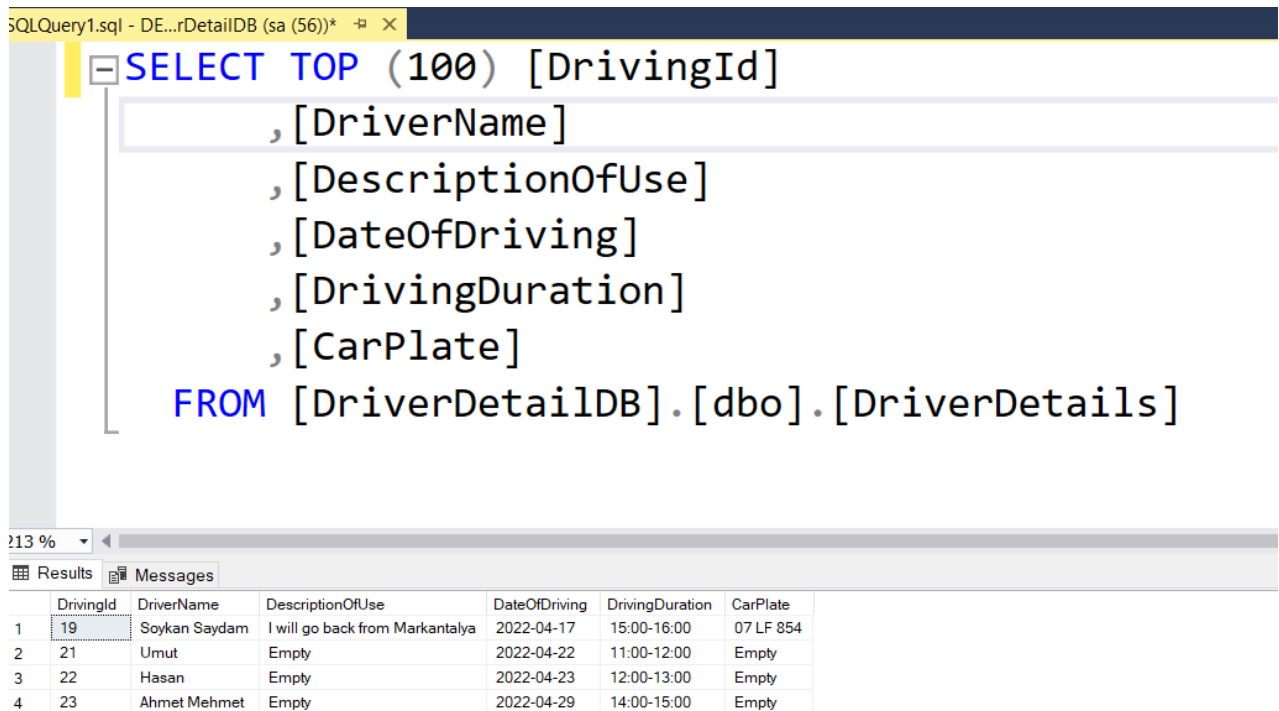 SQLQuery1.sql - DE...rDetailDB (sa (56))*
SELECT TOP (100) [DrivingId]
,[DriverName]
,[DescriptionOfUse]
,[DateOfDriving]
,[DrivingDuration]
,[CarPlate]
FROM [DriverDetailDB].[dbo].[DriverDetails]
213 %
Results Messages
DrivingId DriverName DescriptionOfUse DateOfDriving DrivingDuration CarPlate
1 19 Soykan Saydam I will go back from Markantalya 2022-04-17 15:00-16:00 07 LF 854
2 21 Umut Empty 2022-04-22 11:00-12:00 Empty
3 22 Hasan Empty 2022-04-23 12:00-13:00 Empty
4 23 Ahmet Mehmet Empty 2022-04-29 14:00-15:00 Empty